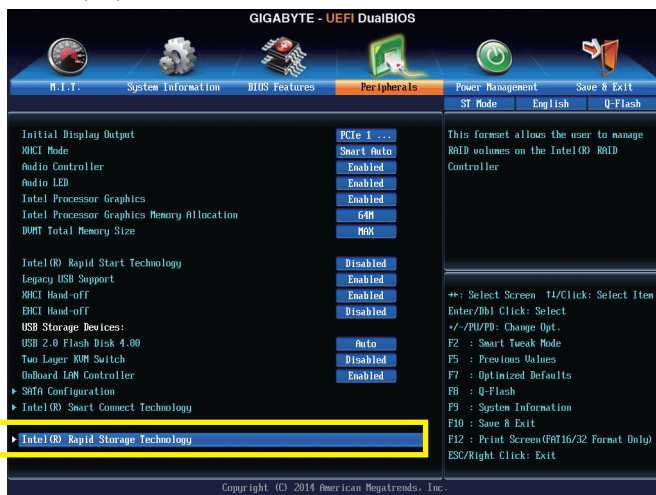 GIGABYTE - UEFI DualBIOS
M.I.T.
System Information
BIOS Features
Peripherals
Power Management
Save & Exit
ST Mode
English
Q-Flash
Initial Display Output PCIe 1 ...
XHCI Mode Smart Auto
Audio Controller Enabled
Audio LED Enabled
Intel Processor Graphics Enabled
Intel Processor Graphics Memory Allocation 64M
DVMT Total Memory Size MAX
Intel(R) Rapid Start Technology Disabled
Legacy USB Support Enabled
XHCI Hand-off Enabled
EHCI Hand-off Disabled
USB Storage Devices:
USB 2.0 Flash Disk 4.00 Auto
Two Layer KVM Switch Disabled
OnBoard LAN Controller Enabled
SATA Configuration
Intel(R) Smart Connect Technology
Intel(R) Rapid Storage Technology
This formset allows the user to manage
RAID volumes on the Intel(R) RAID
Controller
↔: Select Screen ↑↓/Click: Select Item
Enter/Dbl Click: Select
+/-/PU/PD: Change Opt.
F2 : Smart Tweak Mode
F5 : Previous Values
F7 : Optimized Defaults
F8 : Q-Flash
F9 : System Information
F10 : Save & Exit
F12 : Print Screen(FAT16/32 Format Only)
ESC/Right Click: Exit
Copyright (C) 2014 American Megatrends, Inc.